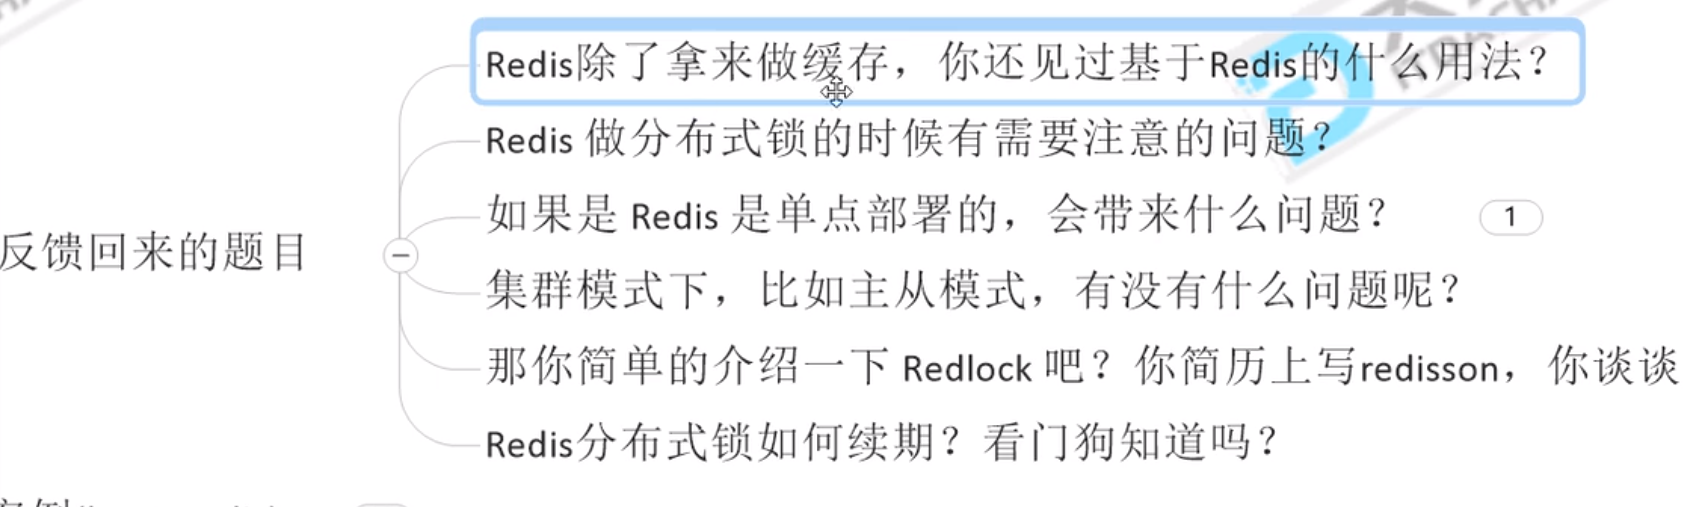 Redis除了拿来做缓存，你还见过基于Redis的什么用法？
Redis 做分布式锁的时候有需要注意的问题？
如果是 Redis 是单点部署的，会带来什么问题？ 1
反馈回来的题目
集群模式下，比如主从模式，有没有什么问题呢？
那你简单的介绍一下 Redlock 吧？你简历上写redisson，你谈谈
Redis分布式锁如何续期？看门狗知道吗？